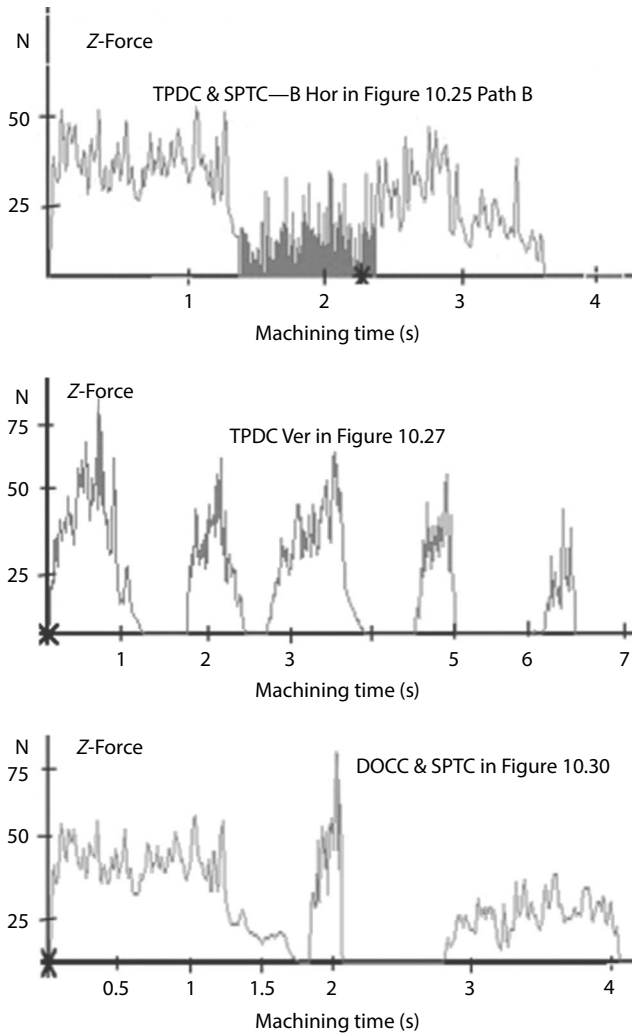 N Z-Force
TPDC & SPTC—B Hor in Figure 10.25 Path B
50
25
1 2 3 4
Machining time (s)
N Z-Force
75
TPDC Ver in Figure 10.27
50
25
1 2 3 5 6 7
Machining time (s)
N Z-Force
75
DOCC & SPTC in Figure 10.30
50
25
0.5 1 1.5 2 3 4
Machining time (s)